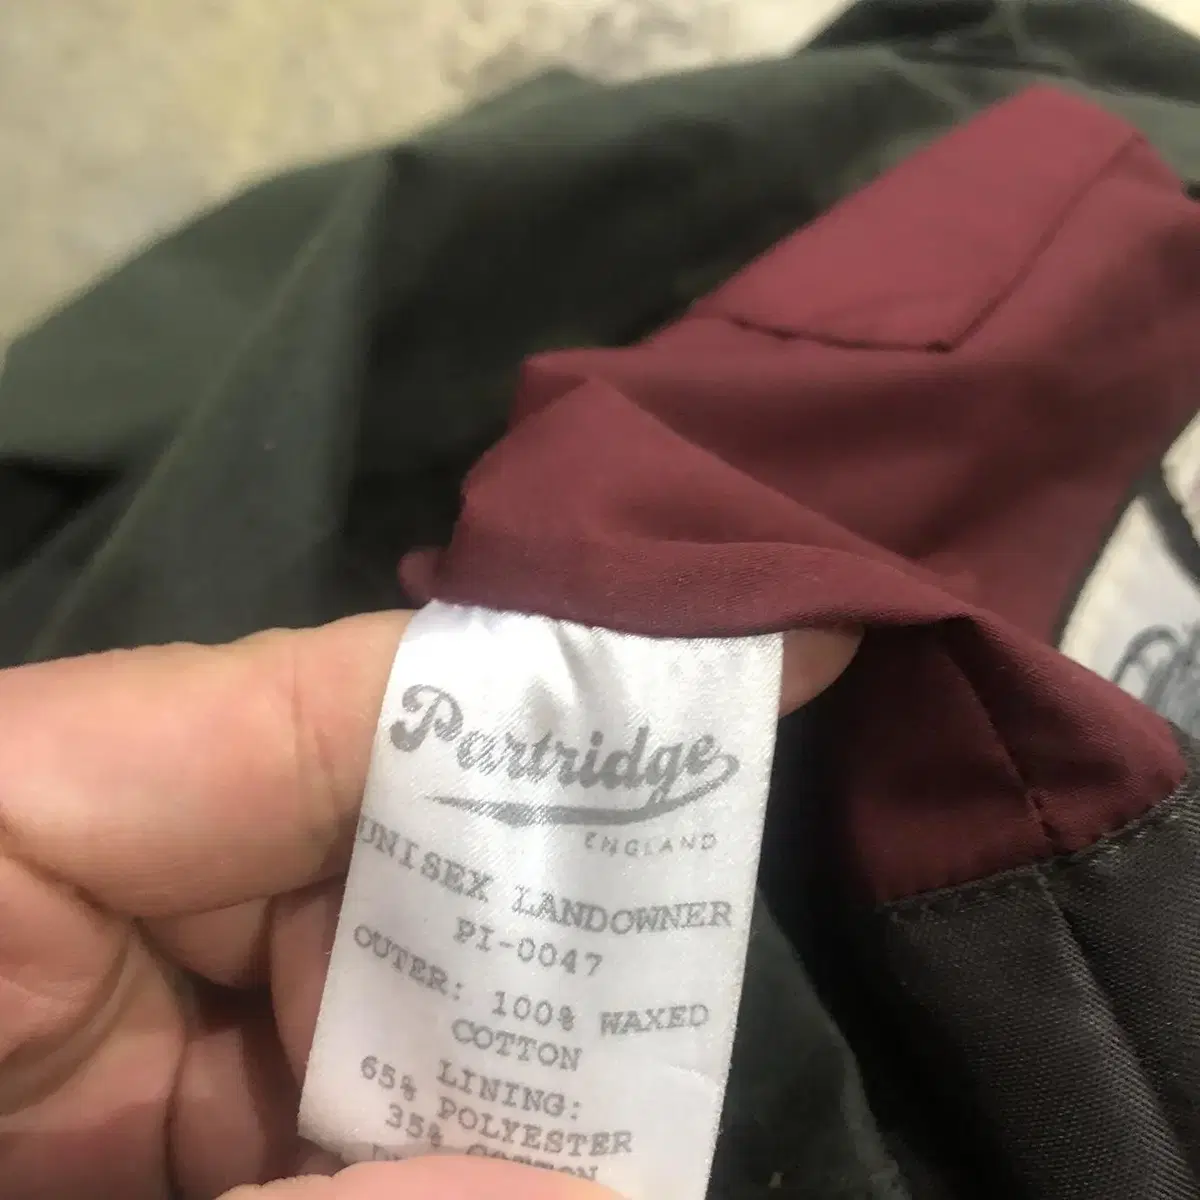 Partridge
ENGLAND
UNISEX LANDOWNER
PI-0047
OUTER: 100% WAXED
COTTON
LINING:
65% POLYESTER
35% COTTON